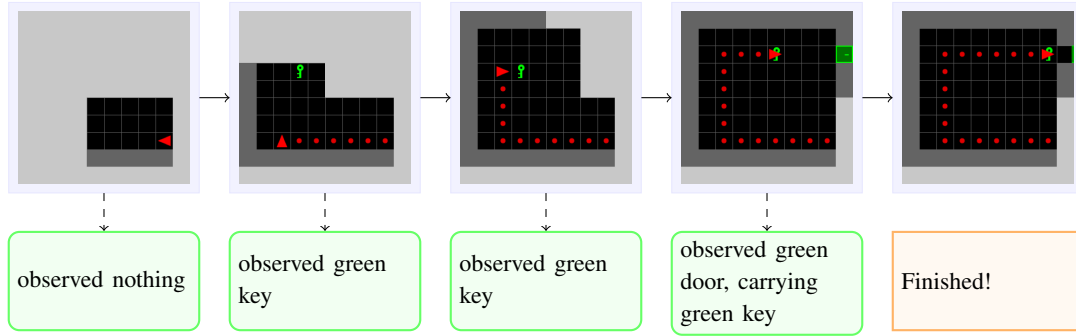 observed nothing
observed green
key
observed green
key
observed green
door, carrying
green key
Finished!